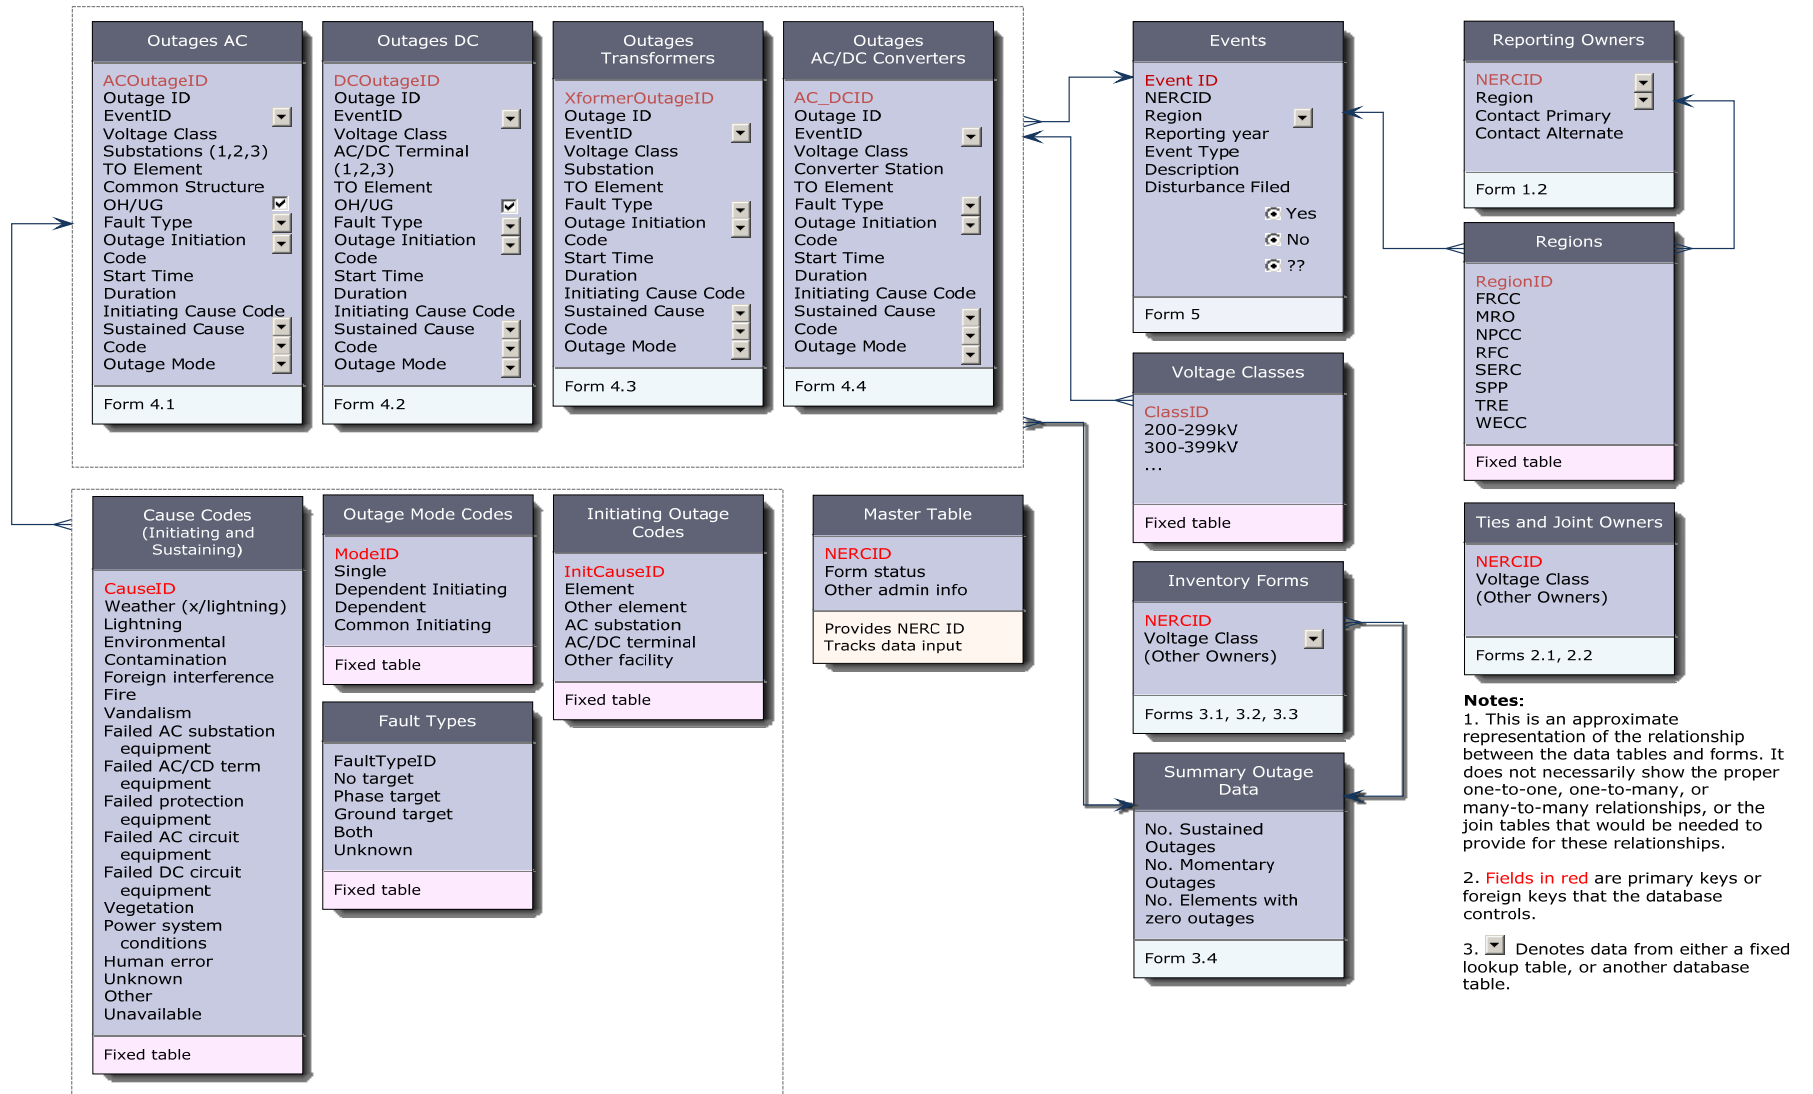 Outages AC
ACOutageID
Outage ID
EventID
Voltage Class
Substations (1,2,3)
TO Element
Common Structure
OH/UG
Fault Type
Outage Initiation
Code
Start Time
Duration
Initiating Cause Code
Sustained Cause
Code
Outage Mode
Form 4.1
Outages DC
DCOutageID
Outage ID
EventID
Voltage Class
AC/DC Terminal
(1,2,3)
TO Element
OH/UG
Fault Type
Outage Initiation
Code
Start Time
Duration
Initiating Cause Code
Sustained Cause
Code
Outage Mode
Form 4.2
Outages
Transformers
XformerOutageID
Outage ID
EventID
Voltage Class
Substation
TO Element
Fault Type
Outage Initiation
Code
Start Time
Duration
Initiating Cause Code
Sustained Cause
Code
Outage Mode
Form 4.3
Outages
AC/DC Converters
AC_DCID
Outage ID
EventID
Voltage Class
Converter Station
TO Element
Fault Type
Outage Initiation
Code
Start Time
Duration
Initiating Cause Code
Sustained Cause
Code
Outage Mode
Form 4.4
Events
Event ID
NERCID
Region
Reporting year
Event Type
Description
Disturbance Filed
Yes
No
??
Form 5
Reporting Owners
NERCID
Region
Contact Primary
Contact Alternate
Form 1.2
Regions
RegionID
FRCC
MRO
NPCC
RFC
SERC
SPP
TRE
WECC
Fixed table
Voltage Classes
ClassID
200-299kV
300-399kV
...
Fixed table
Cause Codes
(Initiating and
Sustaining)
CauseID
Weather (x/lightning)
Lightning
Environmental
Contamination
Foreign interference
Fire
Vandalism
Failed AC substation
equipment
Failed AC/CD term
equipment
Failed protection
equipment
Failed AC circuit
equipment
Failed DC circuit
equipment
Vegetation
Power system
conditions
Human error
Unknown
Other
Unavailable
Fixed table
Outage Mode Codes
ModeID
Single
Dependent Initiating
Dependent
Common Initiating
Fixed table
Fault Types
FaultTypeID
No target
Phase target
Ground target
Both
Unknown
Fixed table
Initiating Outage
Codes
InitCauseID
Element
Other element
AC substation
AC/DC terminal
Other facility
Fixed table
Master Table
NERCID
Form status
Other admin info
Provides NERC ID
Tracks data input
Inventory Forms
NERCID
Voltage Class
(Other Owners)
Forms 3.1, 3.2, 3.3
Summary Outage
Data
No. Sustained
Outages
No. Momentary
Outages
No. Elements with
zero outages
Form 3.4
Ties and Joint Owners
NERCID
Voltage Class
(Other Owners)
Forms 2.1, 2.2
Notes:
1. This is an approximate
representation of the relationship
between the data tables and forms. It
does not necessarily show the proper
one-to-one, one-to-many, or
many-to-many relationships, or the
join tables that would be needed to
provide for these relationships.
2. Fields in red are primary keys or
foreign keys that the database
controls.
3. Denotes data from either a fixed
lookup table, or another database
table.